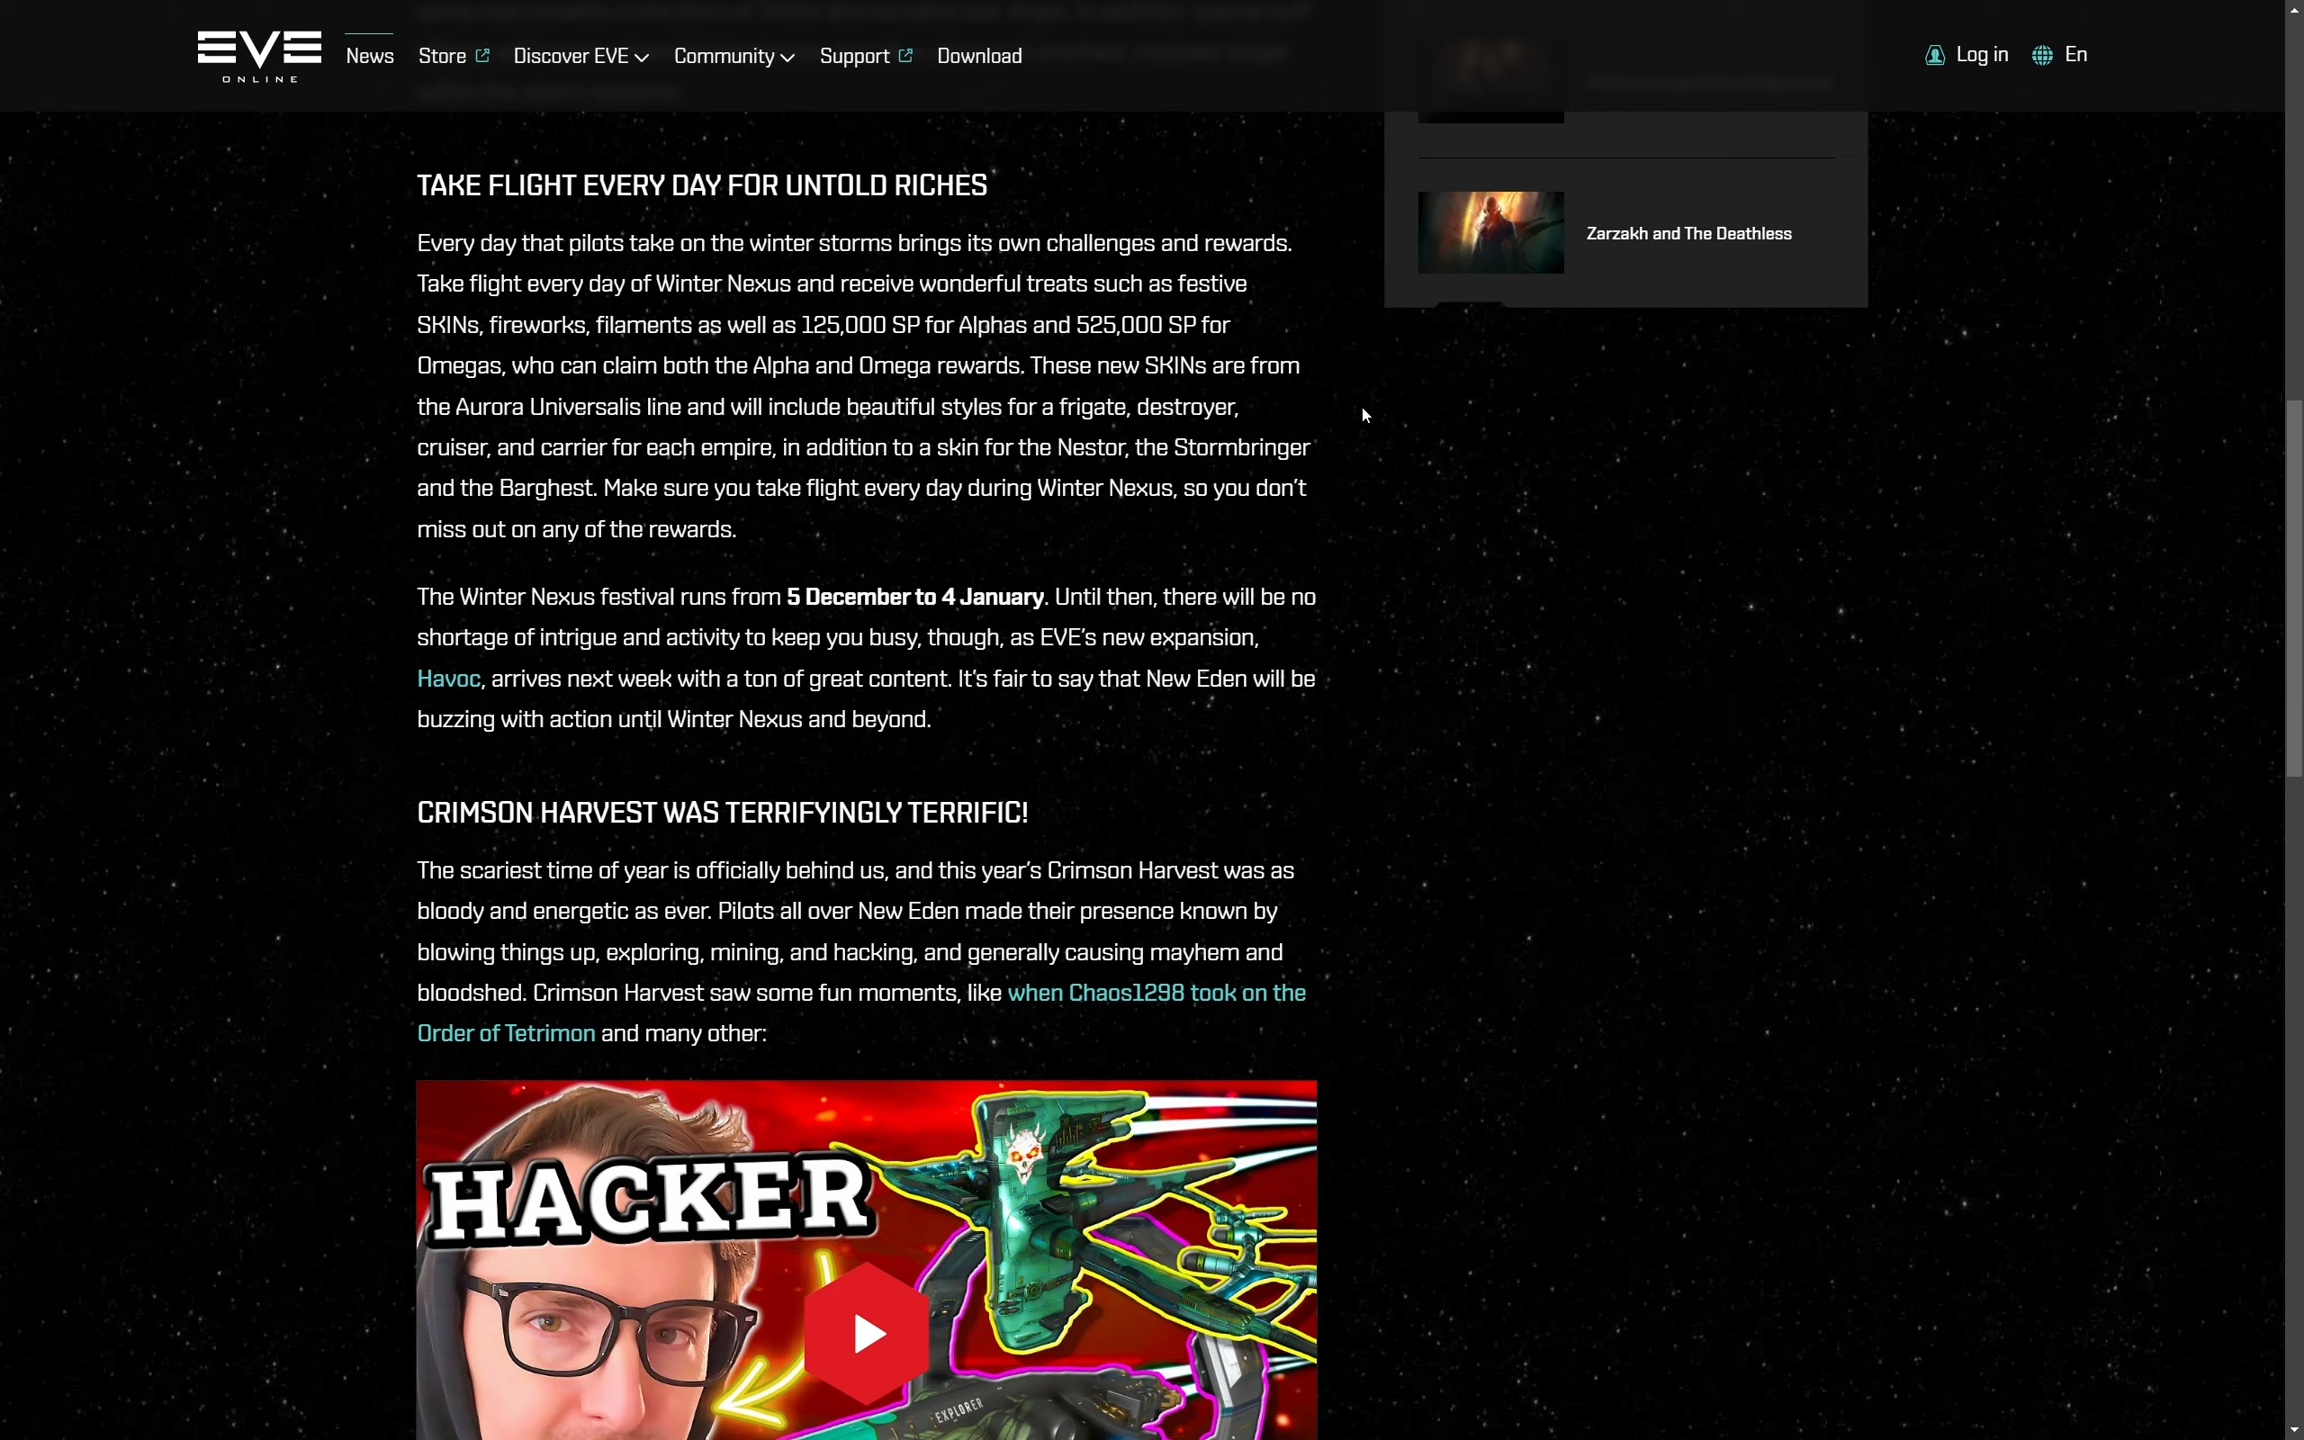 EVE
ONLINE
News
Store
Discover EVE
Community
Support
Download
Log in
En
TAKE FLIGHT EVERY DAY FOR UNTOLD RICHES
Every day that pilots take on the winter storms brings its own challenges and rewards.
Take flight every day of Winter Nexus and receive wonderful treats such as festive
SKINs, fireworks, filaments as well as 125,000 SP for Alphas and 525,000 SP for
Omegas, who can claim both the Alpha and Omega rewards. These new SKINs are from
the Aurora Universalis line and will include beautiful styles for a frigate, destroyer,
cruiser, and carrier for each empire, in addition to a skin for the Nestor, the Stormbringer
and the Barghest. Make sure you take flight every day during Winter Nexus, so you don't
miss out on any of the rewards.
The Winter Nexus festival runs from 5 December to 4 January. Until then, there will be no
shortage of intrigue and activity to keep you busy, though, as EVE's new expansion,
Havoc, arrives next week with a ton of great content. It's fair to say that New Eden will be
buzzing with action until Winter Nexus and beyond.
CRIMSON HARVEST WAS TERRIFYINGLY TERRIFIC!
The scariest time of year is officially behind us, and this year's Crimson Harvest was as
bloody and energetic as ever. Pilots all over New Eden made their presence known by
blowing things up, exploring, mining, and hacking, and generally causing mayhem and
bloodshed. Crimson Harvest saw some fun moments, like when Chaos1298 took on the
Order of Tetrimon and many other:
HACKER
EXPLORER
Zarzakh and The Deathless